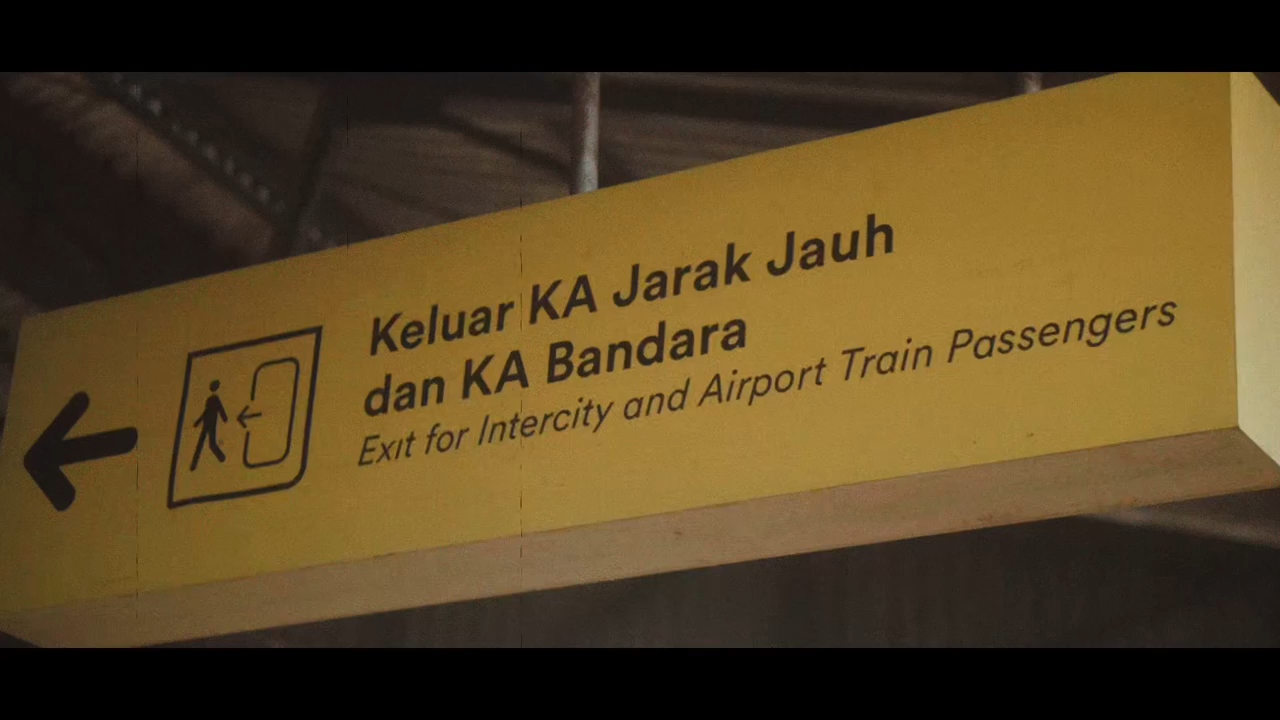 Keluar KA Jarak Jauh
dan KA Bandara
Exit for Intercity and Airport Train Passengers